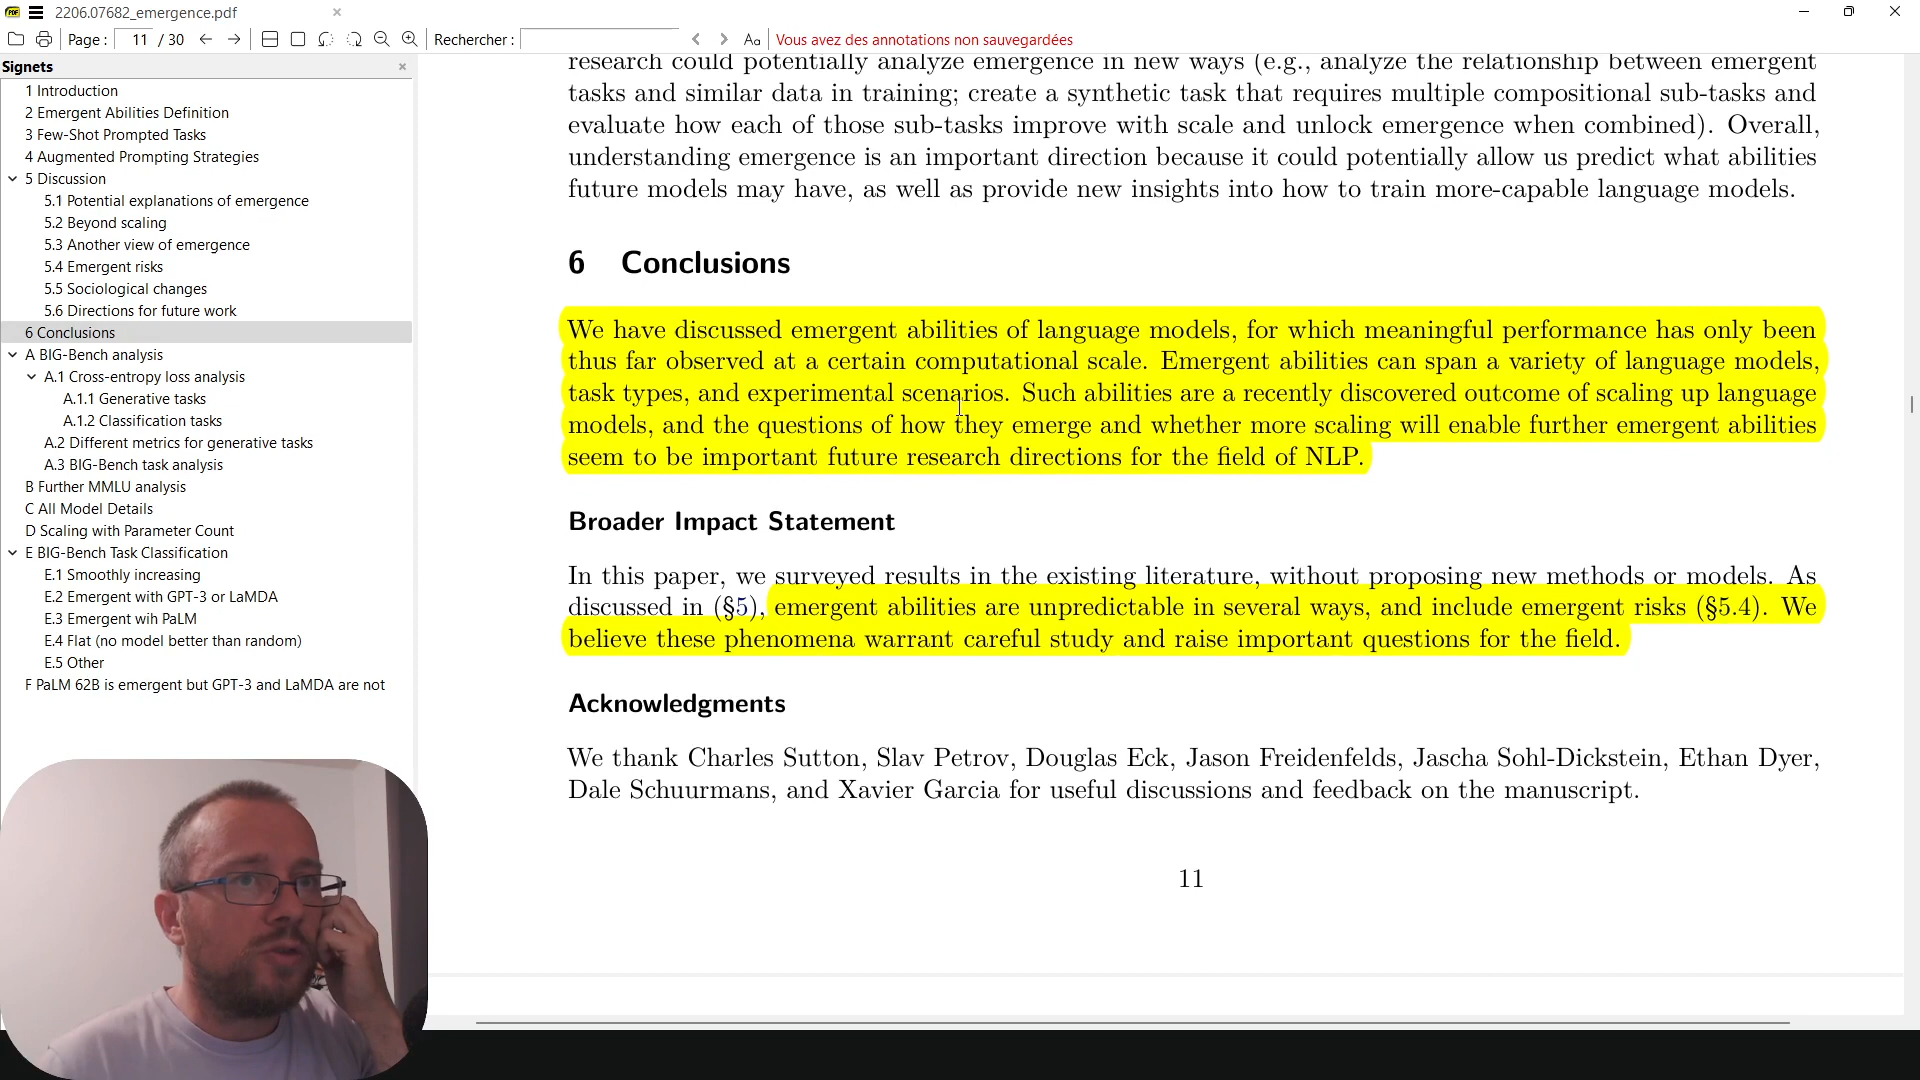 2206.07682_emergence.pdf
Page : 11 / 30 Rechercher : Aa Vous avez des annotations non sauvegardées
Signets
1 Introduction
2 Emergent Abilities Definition
3 Few-Shot Prompted Tasks
4 Augmented Prompting Strategies
5 Discussion
5.1 Potential explanations of emergence
5.2 Beyond scaling
5.3 Another view of emergence
5.4 Emergent risks
5.5 Sociological changes
5.6 Directions for future work
6 Conclusions
A BIG-Bench analysis
A.1 Cross-entropy loss analysis
A.1.1 Generative tasks
A.1.2 Classification tasks
A.2 Different metrics for generative tasks
A.3 BIG-Bench task analysis
B Further MMLU analysis
C All Model Details
D Scaling with Parameter Count
E BIG-Bench Task Classification
E.1 Smoothly increasing
E.2 Emergent with GPT-3 or LaMDA
E.3 Emergent wih PaLM
E.4 Flat (no model better than random)
E.5 Other
F PaLM 62B is emergent but GPT-3 and LaMDA are not
research could potentially analyze emergence in new ways (e.g., analyze the relationship between emergent
tasks and similar data in training; create a synthetic task that requires multiple compositional sub-tasks and
evaluate how each of those sub-tasks improve with scale and unlock emergence when combined). Overall,
understanding emergence is an important direction because it could potentially allow us predict what abilities
future models may have, as well as provide new insights into how to train more-capable language models.
6 Conclusions
We have discussed emergent abilities of language models, for which meaningful performance has only been
thus far observed at a certain computational scale. Emergent abilities can span a variety of language models,
task types, and experimental scenarios. Such abilities are a recently discovered outcome of scaling up language
models, and the questions of how they emerge and whether more scaling will enable further emergent abilities
seem to be important future research directions for the field of NLP.
Broader Impact Statement
In this paper, we surveyed results in the existing literature, without proposing new methods or models. As
discussed in (§5), emergent abilities are unpredictable in several ways, and include emergent risks (§5.4). We
believe these phenomena warrant careful study and raise important questions for the field.
Acknowledgments
We thank Charles Sutton, Slav Petrov, Douglas Eck, Jason Freidenfelds, Jascha Sohl-Dickstein, Ethan Dyer,
Dale Schuurmans, and Xavier Garcia for useful discussions and feedback on the manuscript.
11